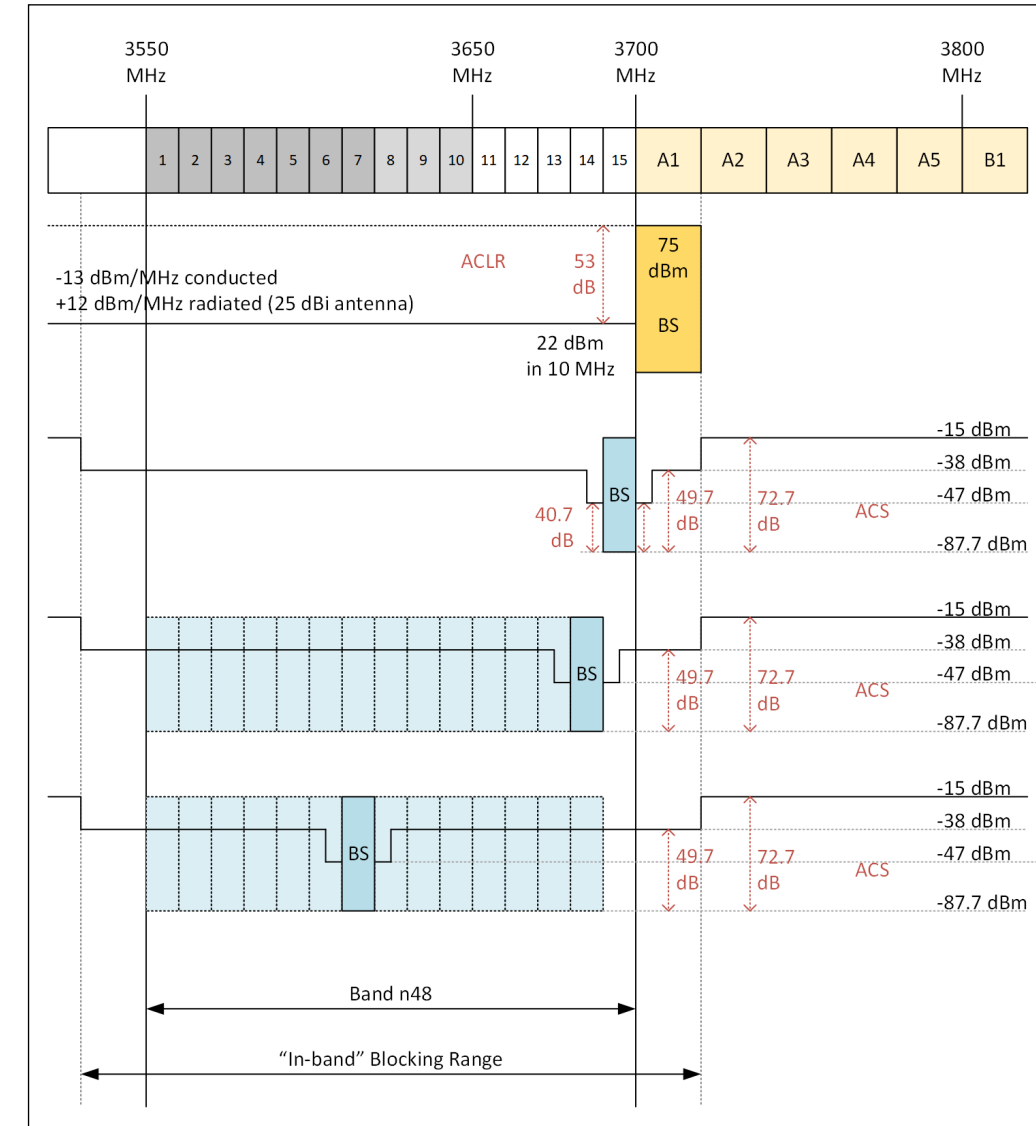 3550
MHz
3650
MHz
3700
MHz
3800
MHz
1 2 3 4 5 6 7 8 9 10 11 12 13 14 15 A1 A2 A3 A4 A5 B1
75
dBm
BS
ACLR
53
dB
-13 dBm/MHz conducted
+12 dBm/MHz radiated (25 dBi antenna)
22 dBm
in 10 MHz
-15 dBm
-38 dBm
-47 dBm
-87.7 dBm
BS
40.7
dB
49.7
dB
72.7
dB
ACS
-15 dBm
-38 dBm
-47 dBm
-87.7 dBm
BS
49.7
dB
72.7
dB
ACS
-15 dBm
-38 dBm
-47 dBm
-87.7 dBm
BS
49.7
dB
72.7
dB
ACS
Band n48
“In-band” Blocking Range